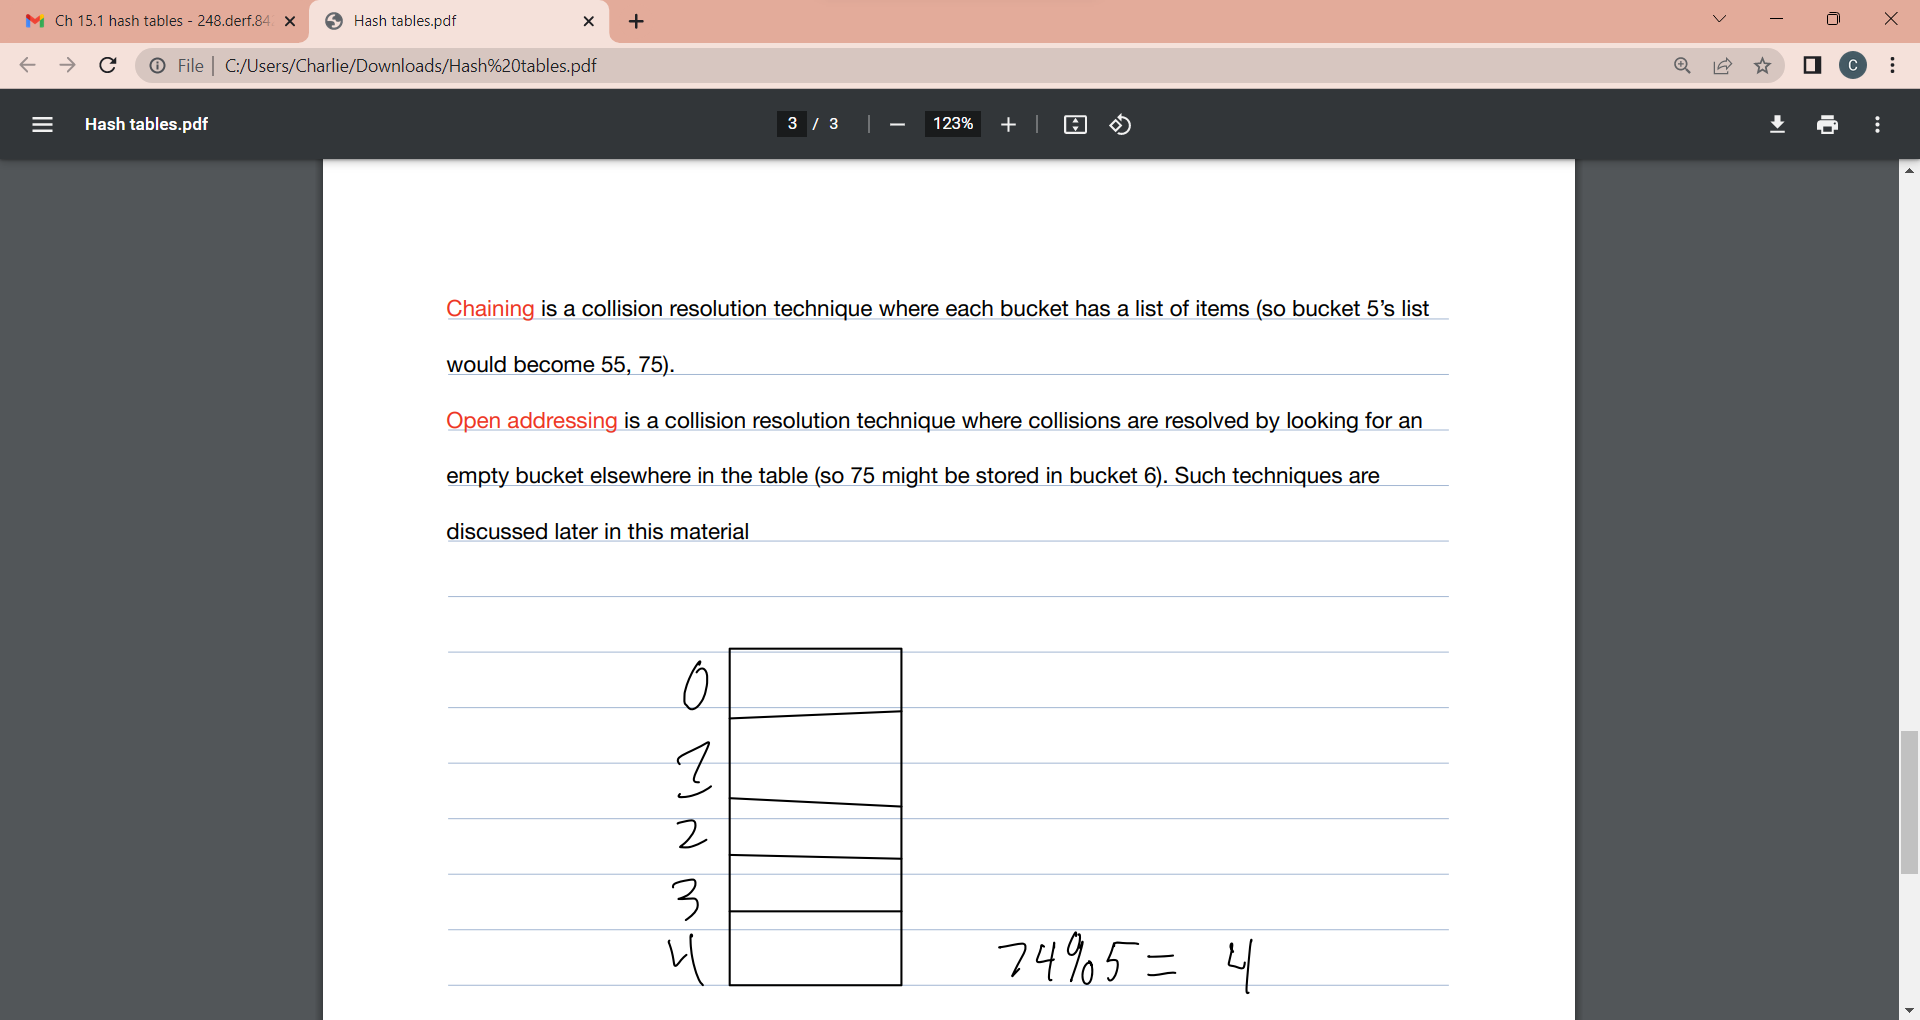 Ch 15.1 hash tables - 248.derf.84
Hash tables.pdf
File
C:/Users/Charlie/Downloads/Hash%20tables.pdf
C
Hash tables.pdf
3 / 3
123%
Chaining is a collision resolution technique where each bucket has a list of items (so bucket 5’s list
would become 55, 75).
Open addressing is a collision resolution technique where collisions are resolved by looking for an
empty bucket elsewhere in the table (so 75 might be stored in bucket 6). Such techniques are
discussed later in this material
0
1
2
3
4
74%5= 4